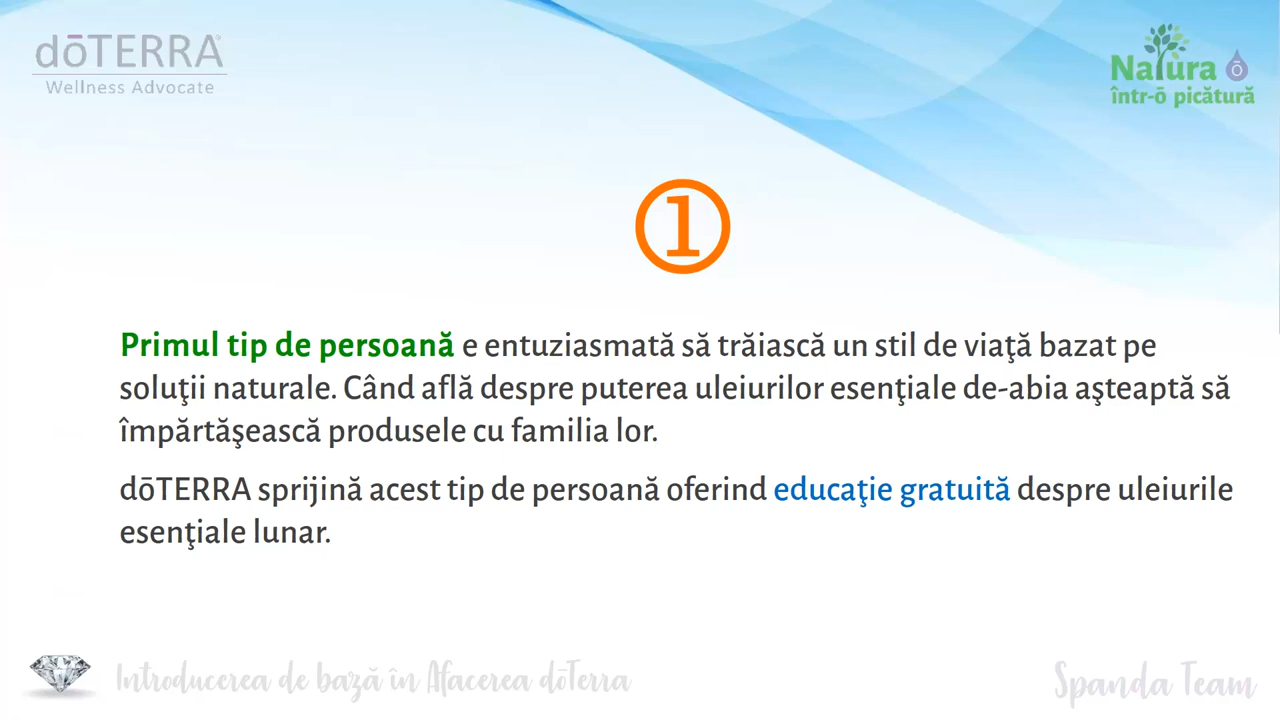 dōTERRA®
Wellness Advocate
Natura ō
într-ō picătură
①
Primul tip de persoană e entuziasmată să trăiască un stil de viaţă bazat pe
soluţii naturale. Când află despre puterea uleiurilor esenţiale de-abia aşteaptă să
împărtăşească produsele cu familia lor.
dōTERRA sprijină acest tip de persoană oferind educaţie gratuită despre uleiurile
esenţiale lunar.
Introducerea de bază în Afacerea dōTerra
Spanda Team